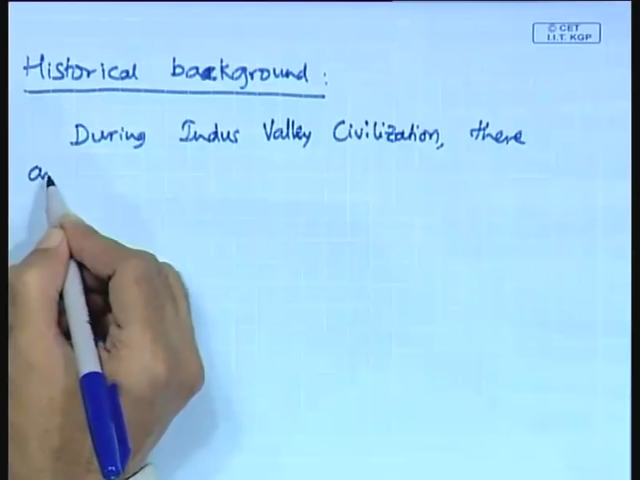 © CET
I.I.T. KGP
Historical background :
During Indus Valley Civilization, there